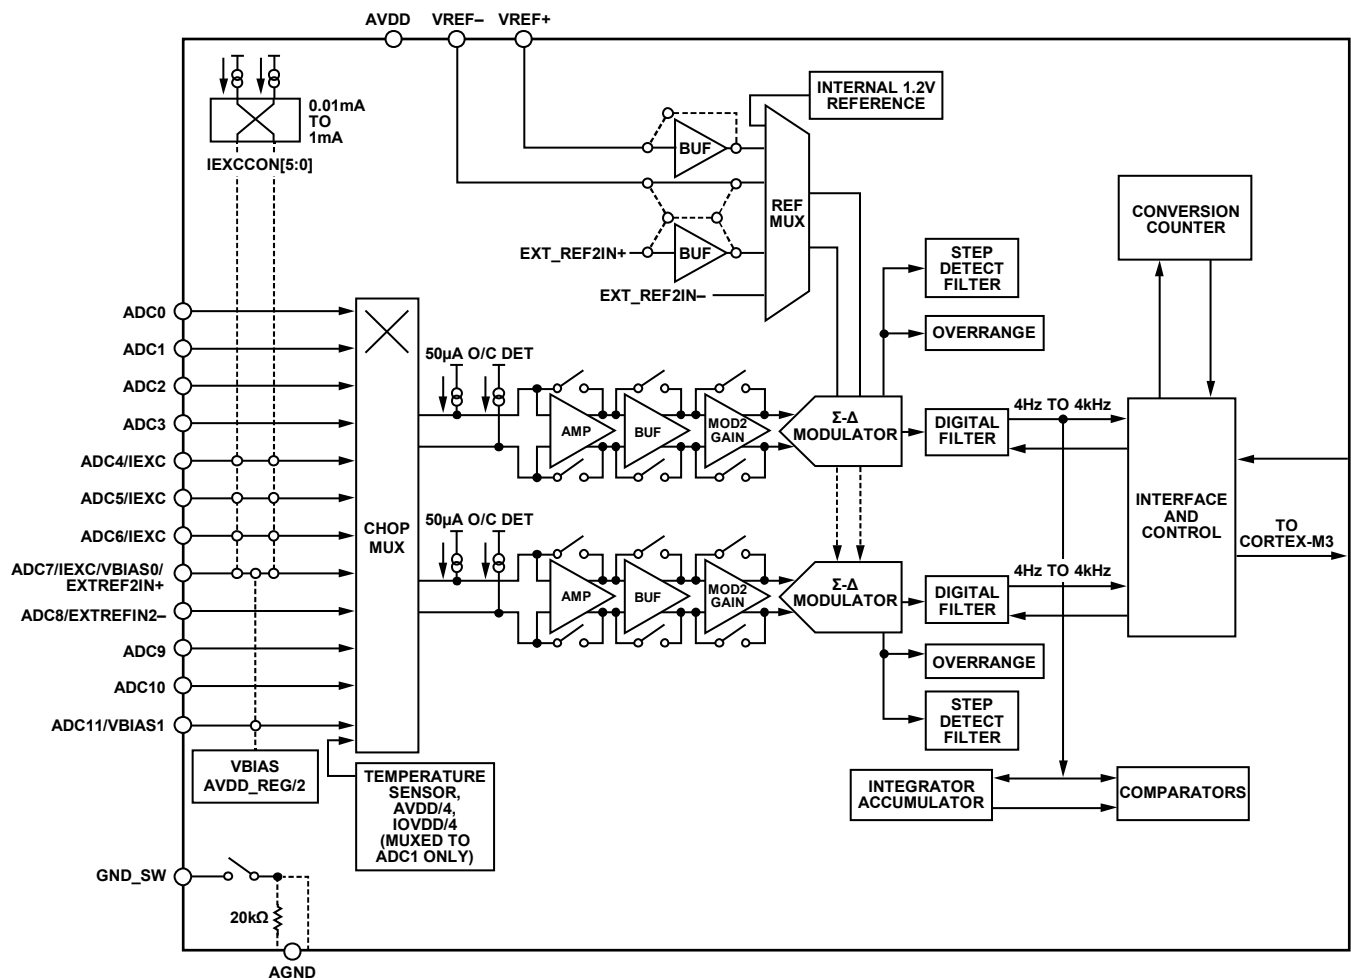 AVDD
VREF–
VREF+
0.01mA
TO
1mA
IEXCCON[5:0]
INTERNAL 1.2V
REFERENCE
BUF
REF
MUX
EXT_REF2IN+
BUF
EXT_REF2IN–
CONVERSION
COUNTER
STEP
DETECT
FILTER
OVERRANGE
ADC0
ADC1
ADC2
ADC3
ADC4/IEXC
ADC5/IEXC
ADC6/IEXC
ADC7/IEXC/VBIAS0/
EXTREF2IN+
ADC8/EXTREFIN2–
ADC9
ADC10
ADC11/VBIAS1
CHOP
MUX
50µA O/C DET
AMP
BUF
MOD2
GAIN
Σ-Δ
MODULATOR
DIGITAL
FILTER
4Hz TO 4kHz
INTERFACE
AND
CONTROL
TO
CORTEX-M3
50µA O/C DET
AMP
BUF
MOD2
GAIN
Σ-Δ
MODULATOR
DIGITAL
FILTER
4Hz TO 4kHz
OVERRANGE
STEP
DETECT
FILTER
VBIAS
AVDD_REG/2
TEMPERATURE
SENSOR,
AVDD/4,
IOVDD/4
(MUXED TO
ADC1 ONLY)
INTEGRATOR
ACCUMULATOR
COMPARATORS
GND_SW
20kΩ
AGND